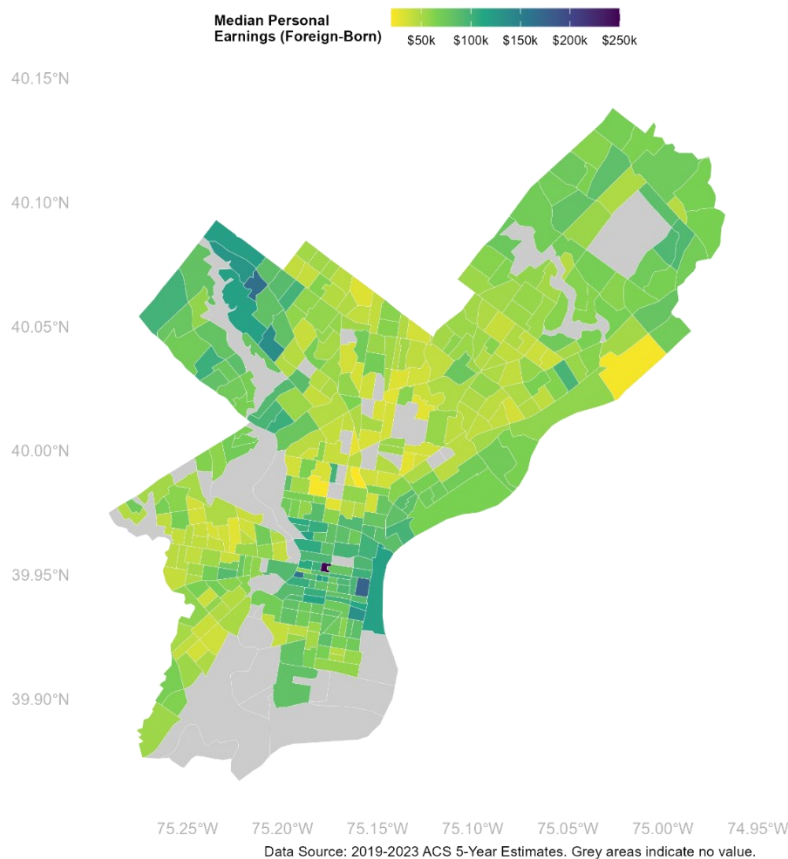 Median Personal
Earnings (Foreign-Born)
$50k $100k $150k $200k $250k
40.15°N
40.10°N
40.05°N
40.00°N
39.95°N
39.90°N
75.25°W 75.20°W 75.15°W 75.10°W 75.05°W 75.00°W 74.95°W
Data Source: 2019-2023 ACS 5-Year Estimates. Grey areas indicate no value.